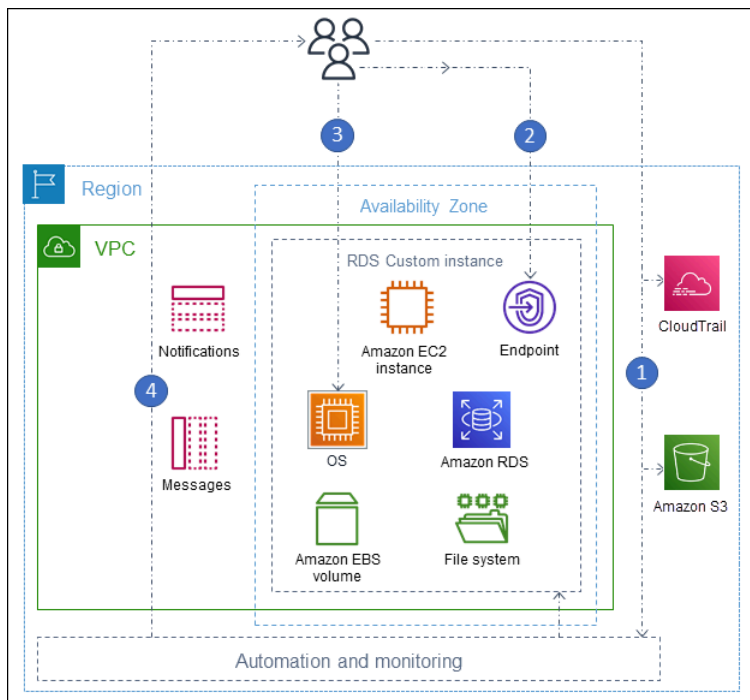 3
2
Region
Availability Zone
VPC
RDS Custom instance
Notifications
Amazon EC2
instance
Endpoint
CloudTrail
4
1
Messages
OS
Amazon RDS
Amazon S3
Amazon EBS
volume
File system
Automation and monitoring